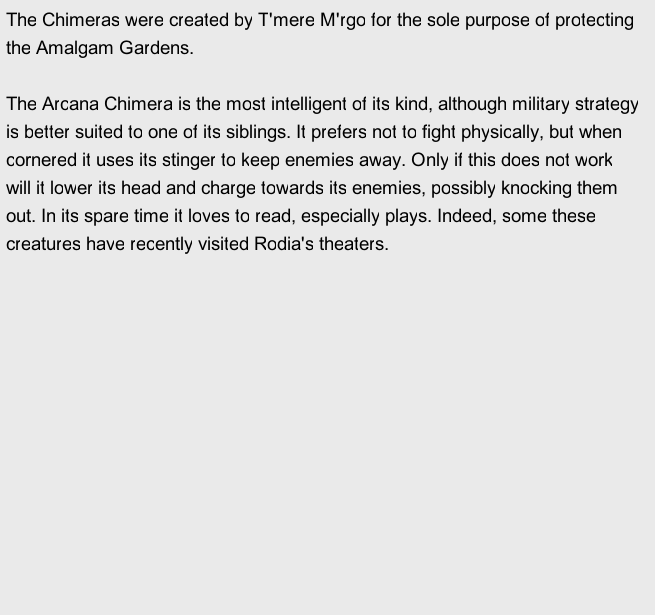 The Chimeras were created by T'mere M'rgo for the sole purpose of protecting
the Amalgam Gardens.
The Arcana Chimera is the most intelligent of its kind, although military strategy
is better suited to one of its siblings. It prefers not to fight physically, but when
cornered it uses its stinger to keep enemies away. Only if this does not work
will it lower its head and charge towards its enemies, possibly knocking them
out. In its spare time it loves to read, especially plays. Indeed, some these
creatures have recently visited Rodia's theaters.